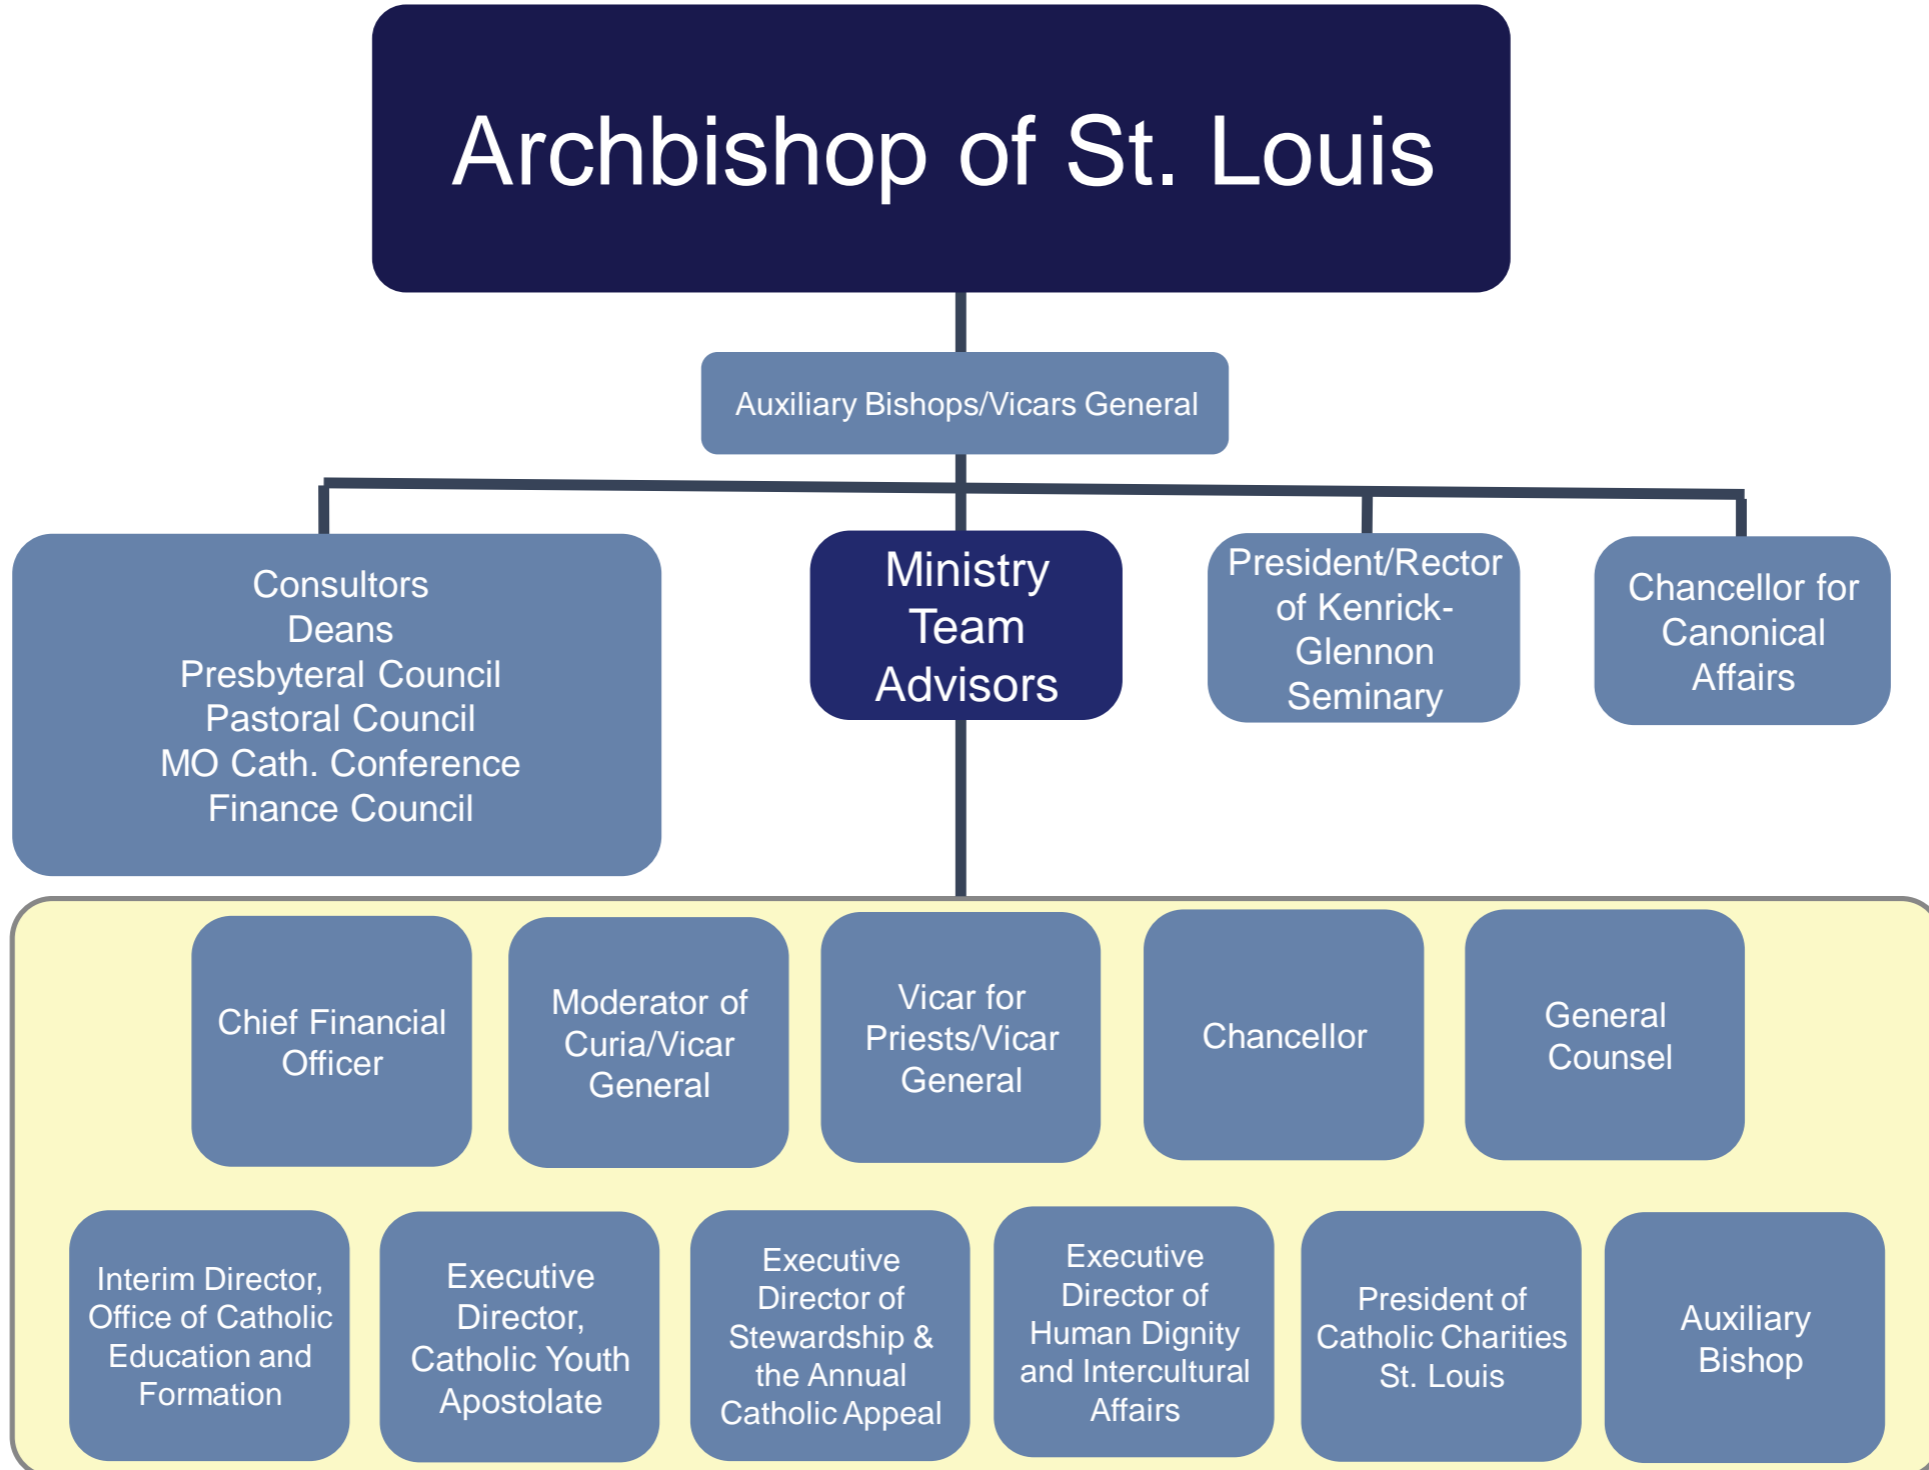 Archbishop of St. Louis
Auxiliary Bishops/Vicars General
Consultors
Deans
Presbyteral Council
Pastoral Council
MO Cath. Conference
Finance Council
Ministry
Team
Advisors
President/Rector
of Kenrick-
Glennon
Seminary
Chancellor for
Canonical
Affairs
Chief Financial
Officer
Moderator of
Curia/Vicar
General
Vicar for
Priests/Vicar
General
Chancellor
General
Counsel
Interim Director,
Office of Catholic
Education and
Formation
Executive
Director,
Catholic Youth
Apostolate
Executive
Director of
Stewardship &
the Annual
Catholic Appeal
Executive
Director of
Human Dignity
and Intercultural
Affairs
President of
Catholic Charities
St. Louis
Auxiliary
Bishop